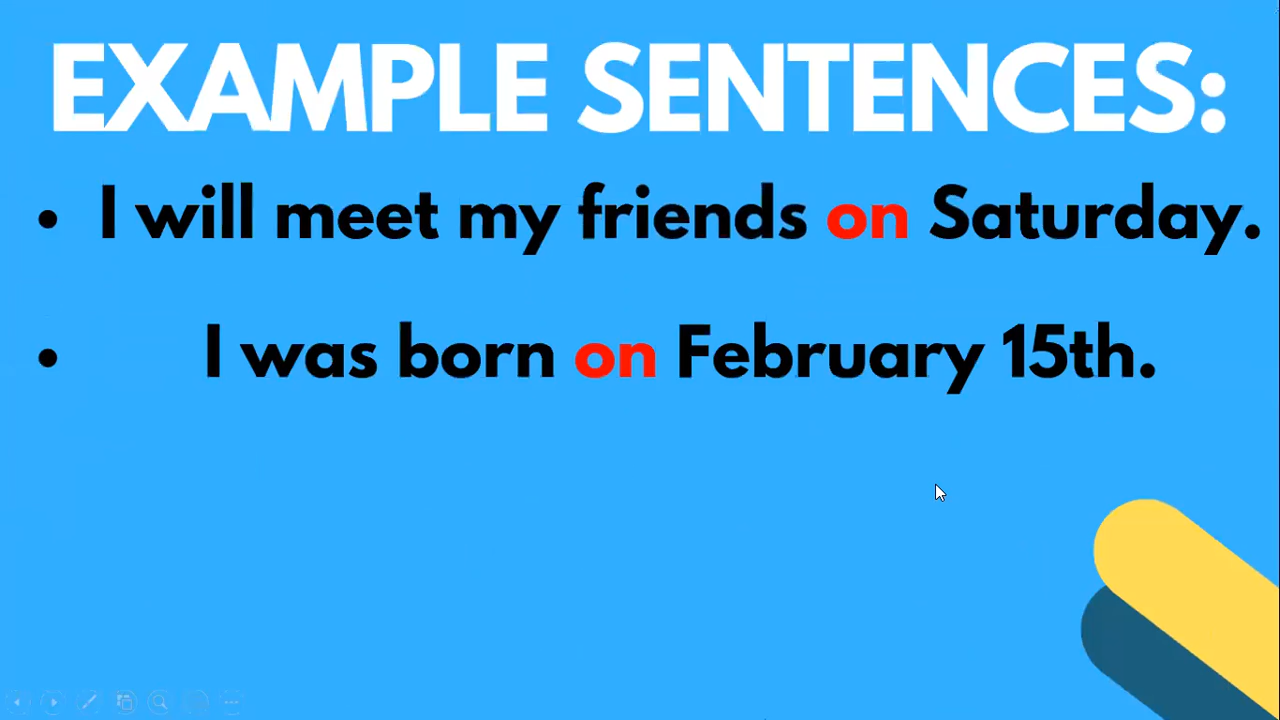 EXAMPLE SENTENCES:
• I will meet my friends on Saturday.
• I was born on February 15th.